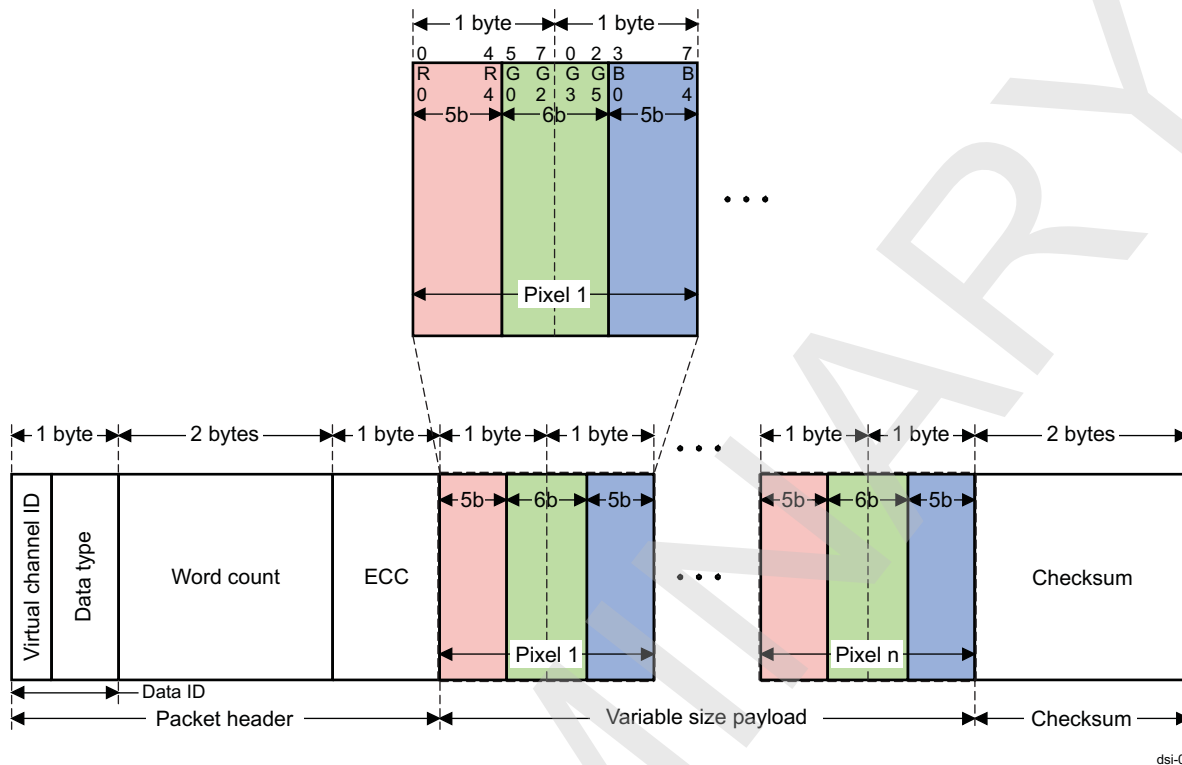 1 byte 1 byte
0 4 5 7 0 2 3 7
R R G G G G B B
0 4 0 2 3 5 0 4
5b 6b 5b
Pixel 1
1 byte 2 bytes 1 byte 1 byte 1 byte 1 byte 1 byte 2 bytes
Virtual channel ID
Data type
Word count
ECC
5b 6b 5b
Pixel 1
5b 6b 5b
Pixel n
Checksum
Data ID
Packet header Variable size payload Checksum